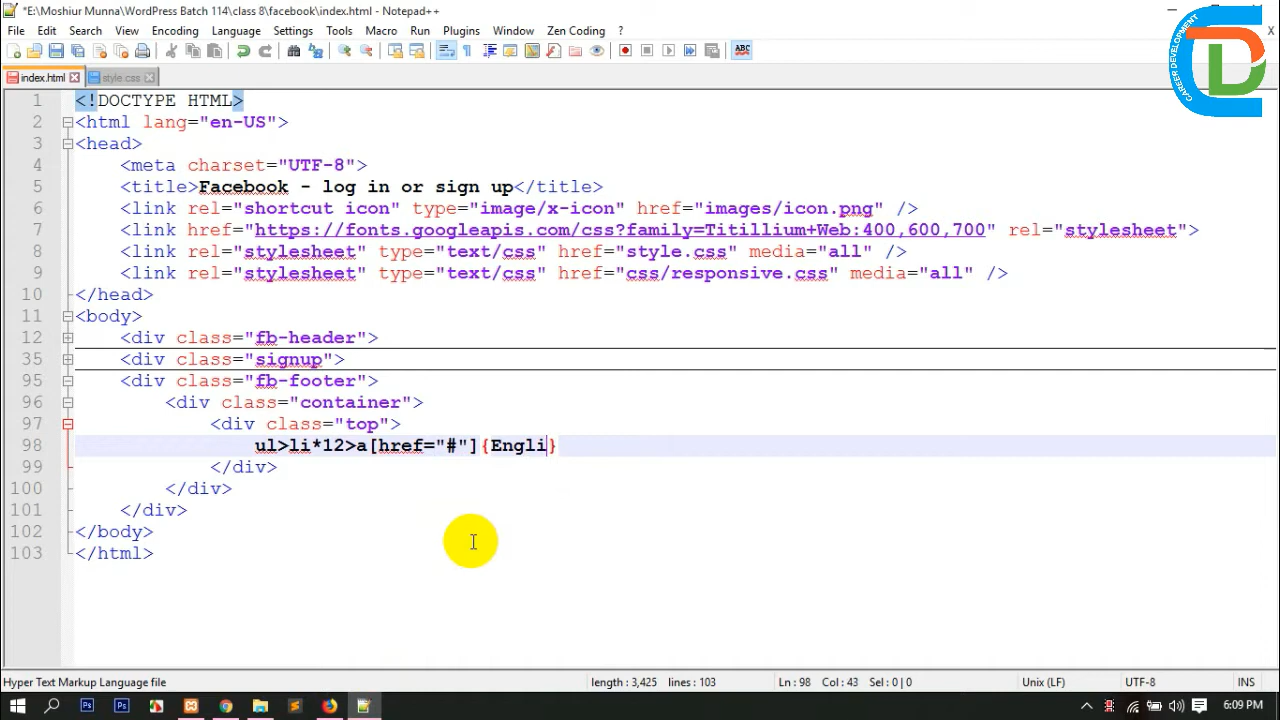 *E:\Moshiur Munna\WordPress Batch 114\class 8\facebook\index.html - Notepad++
File Edit Search View Encoding Language Settings Tools Macro Run Plugins Window Zen Coding ? X
index.html style.css
1 <!DOCTYPE HTML>
2 <html lang="en-US">
3 <head>
4 <meta charset="UTF-8">
5 <title>Facebook - log in or sign up</title>
6 <link rel="shortcut icon" type="image/x-icon" href="images/icon.png" />
7 <link href="https://fonts.googleapis.com/css?family=Titillium+Web:400,600,700" rel="stylesheet">
8 <link rel="stylesheet" type="text/css" href="style.css" media="all" />
9 <link rel="stylesheet" type="text/css" href="css/responsive.css" media="all" />
10 </head>
11 <body>
12 <div class="fb-header">
35 <div class="signup">
95 <div class="fb-footer">
96 <div class="container">
97 <div class="top">
98 ul>li*12>a[href="#"]{Engli}
99 </div>
100 </div>
101 </div>
102 </body>
103 </html>
Hyper Text Markup Language file length : 3,425 lines : 103 Ln : 98 Col : 43 Sel : 0 | 0 Unix (LF) UTF-8 INS
6:09 PM
CAREER DEVELOPMENT